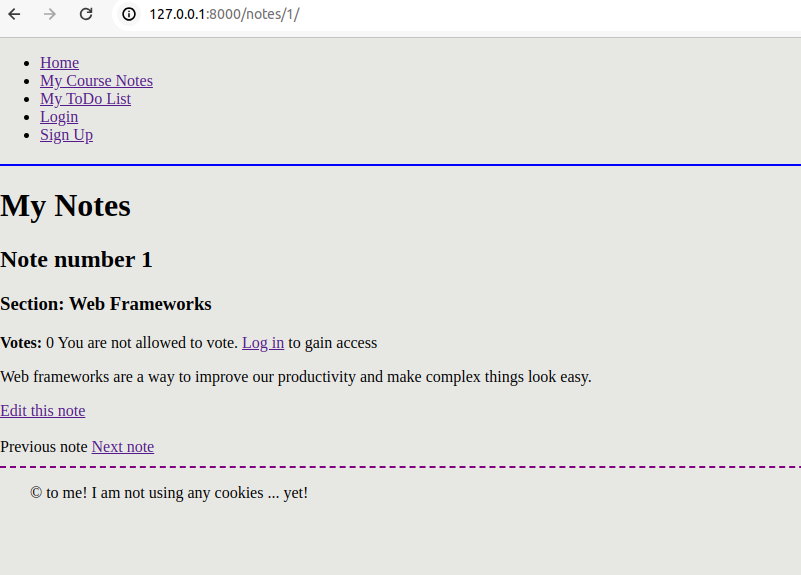 127.0.0.1:8000/notes/1/
Home
My Course Notes
My ToDo List
Login
Sign Up
My Notes
Note number 1
Section: Web Frameworks
Votes: 0 You are not allowed to vote. Log in to gain access
Web frameworks are a way to improve our productivity and make complex things look easy.
Edit this note
Previous note Next note
© to me! I am not using any cookies ... yet!